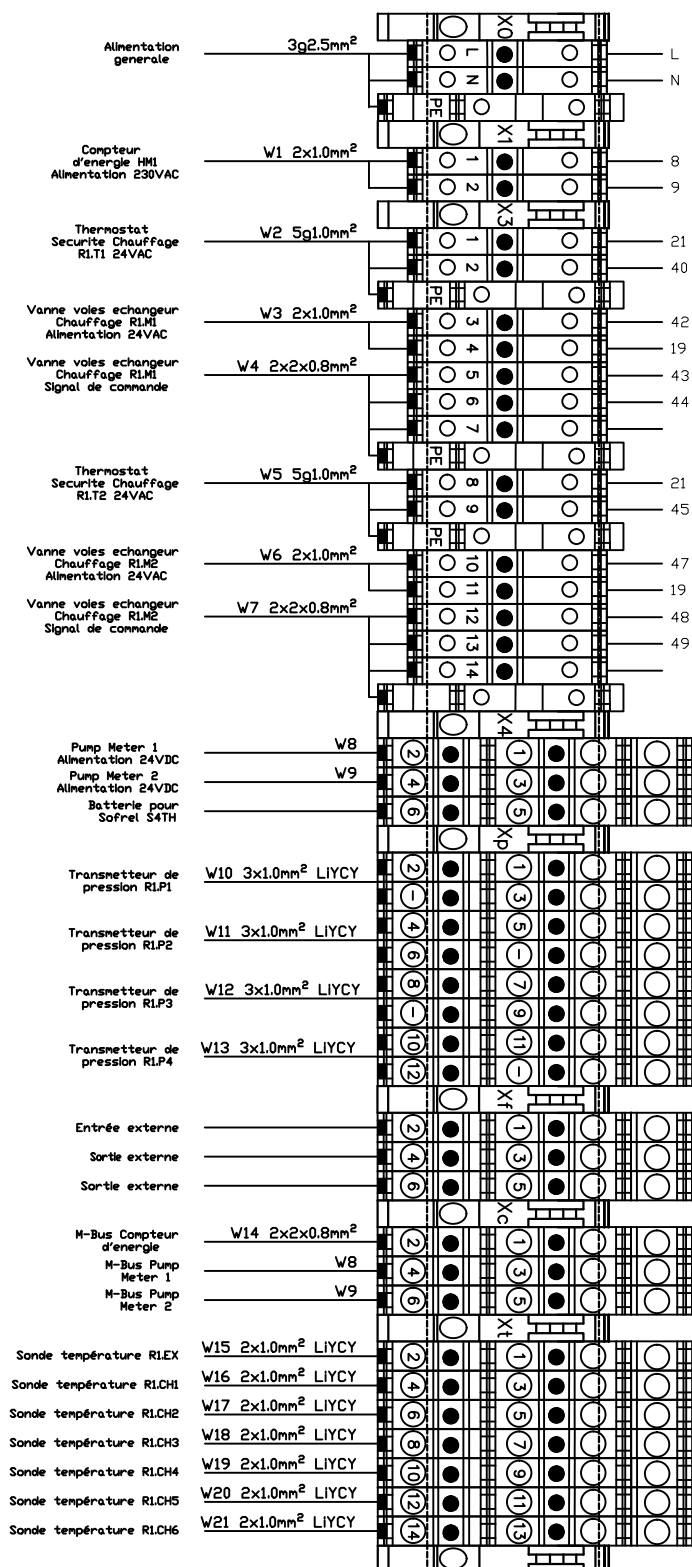 X0
Alimentation
generale
3g2.5mm²
L
L
N
N
PE
X1
Compteur
d'energie HM1
Alimentation 230VAC
W1 2x1.0mm²
1
8
2
9
X3
Thermostat
Securite Chauffage
R1.T1 24VAC
W2 5g1.0mm²
1
21
2
40
PE
Vanne voies echangeur
Chauffage R1.M1
Alimentation 24VAC
W3 2x1.0mm²
3
42
4
19
Vanne voies echangeur
Chauffage R1.M1
Signal de commande
W4 2x2x0.8mm²
5
43
6
44
7
PE
Thermostat
Securite Chauffage
R1.T2 24VAC
W5 5g1.0mm²
8
21
9
45
PE
Vanne voies echangeur
Chauffage R1.M2
Alimentation 24VAC
W6 2x1.0mm²
10
47
11
19
Vanne voies echangeur
Chauffage R1.M2
Signal de commande
W7 2x2x0.8mm²
12
48
13
49
14
X4
Pump Meter 1
Alimentation 24VDC
W8
2
1
Pump Meter 2
Alimentation 24VDC
W9
4
3
Batterie pour
Sofrel S4TH
6
5
Xp
Transmetteur de
pression R1.P1
W10 3x1.0mm² LiYCY
2
1
-
3
Transmetteur de
pression R1.P2
W11 3x1.0mm² LiYCY
4
5
6
-
Transmetteur de
pression R1.P3
W12 3x1.0mm² LiYCY
8
7
-
9
Transmetteur de
pression R1.P4
W13 3x1.0mm² LiYCY
10
11
12
-
Xf
Entrée externe
2
1
Sortie externe
4
3
Sortie externe
6
5
Xc
M-Bus Compteur
d'energie
W14 2x2x0.8mm²
2
1
M-Bus Pump
Meter 1
W8
4
3
M-Bus Pump
Meter 2
W9
6
5
Xt
Sonde température R1.EX
W15 2x1.0mm² LiYCY
2
1
Sonde température R1.CH1
W16 2x1.0mm² LiYCY
4
3
Sonde température R1.CH2
W17 2x1.0mm² LiYCY
6
5
Sonde température R1.CH3
W18 2x1.0mm² LiYCY
8
7
Sonde température R1.CH4
W19 2x1.0mm² LiYCY
10
9
Sonde température R1.CH5
W20 2x1.0mm² LiYCY
12
11
Sonde température R1.CH6
W21 2x1.0mm² LiYCY
14
13